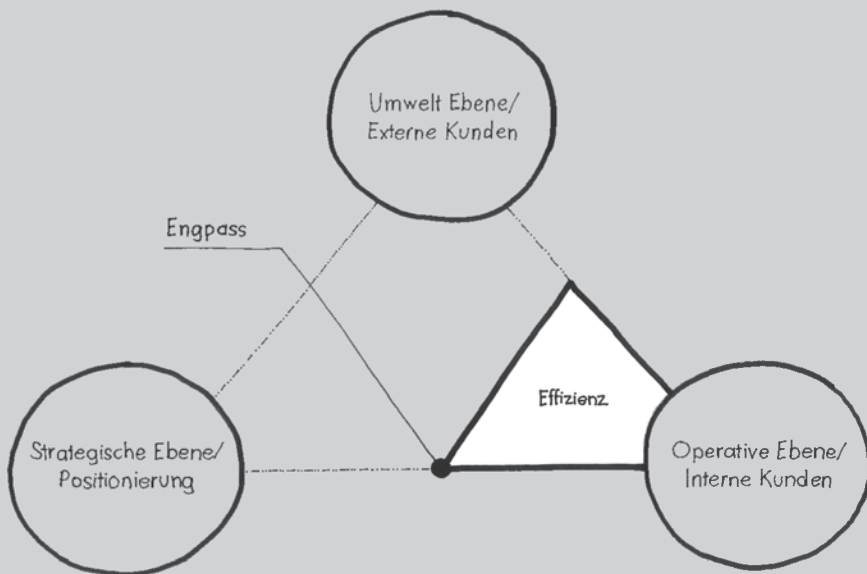 Umwelt Ebene/
Externe Kunden
Engpass
Effizienz
Strategische Ebene/
Positionierung
Operative Ebene/
Interne Kunden